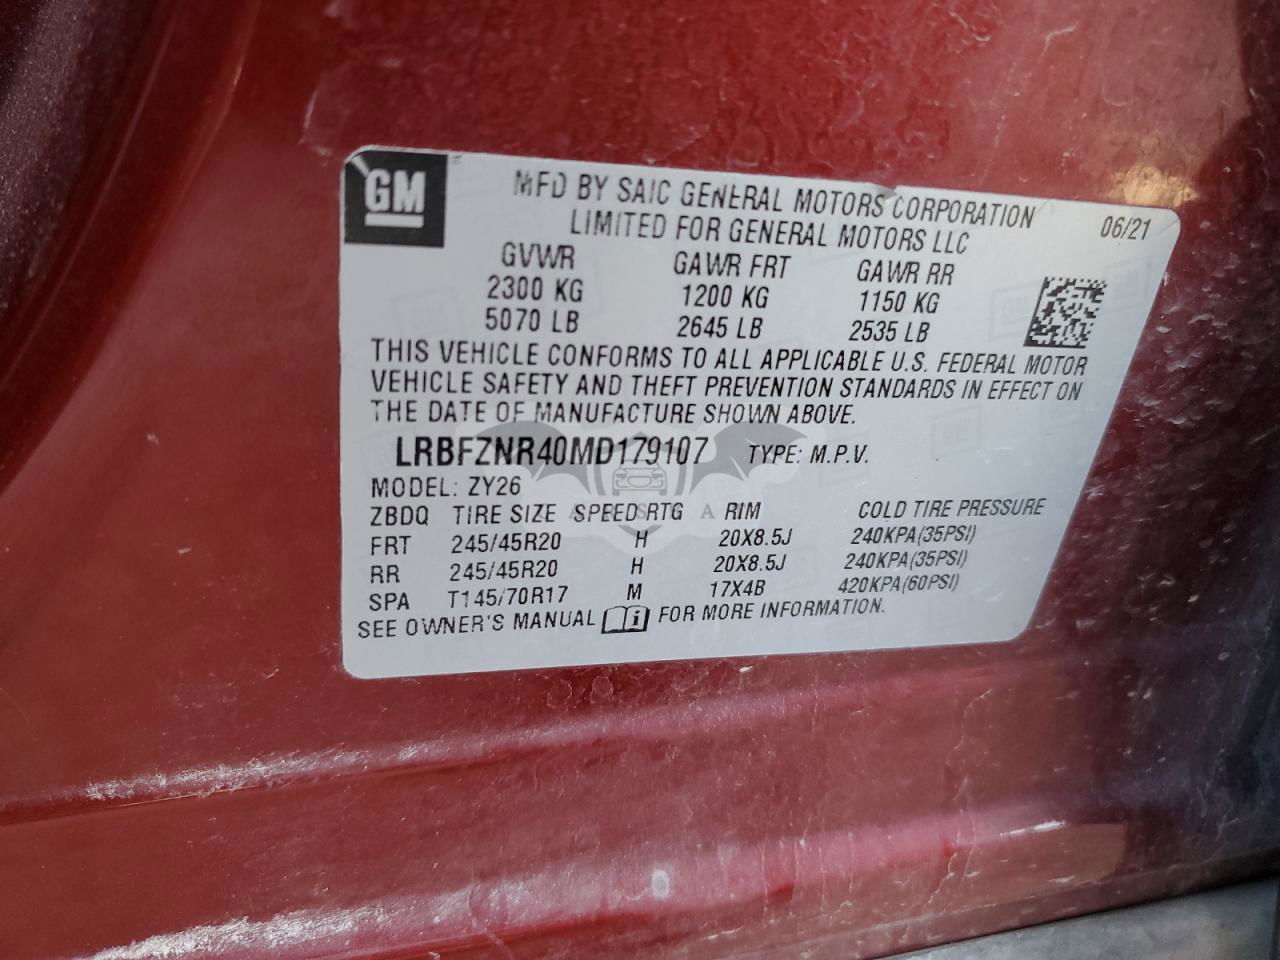 GM
MFD BY SAIC GENERAL MOTORS CORPORATION
LIMITED FOR GENERAL MOTORS LLC
06/21
GVWR GAWR FRT GAWR RR
2300 KG 1200 KG 1150 KG
5070 LB 2645 LB 2535 LB
THIS VEHICLE CONFORMS TO ALL APPLICABLE U.S. FEDERAL MOTOR
VEHICLE SAFETY AND THEFT PREVENTION STANDARDS IN EFFECT ON
THE DATE OF MANUFACTURE SHOWN ABOVE.
LRBFZNR40MD179107 TYPE: M.P.V.
MODEL: ZY26
ZBDQ TIRE SIZE SPEED RTG RIM COLD TIRE PRESSURE
FRT 245/45R20 H 20X8.5J 240KPA(35PSI)
RR 245/45R20 H 20X8.5J 240KPA(35PSI)
SPA T145/70R17 M 17X4B 420KPA(60PSI)
SEE OWNER'S MANUAL i FOR MORE INFORMATION.